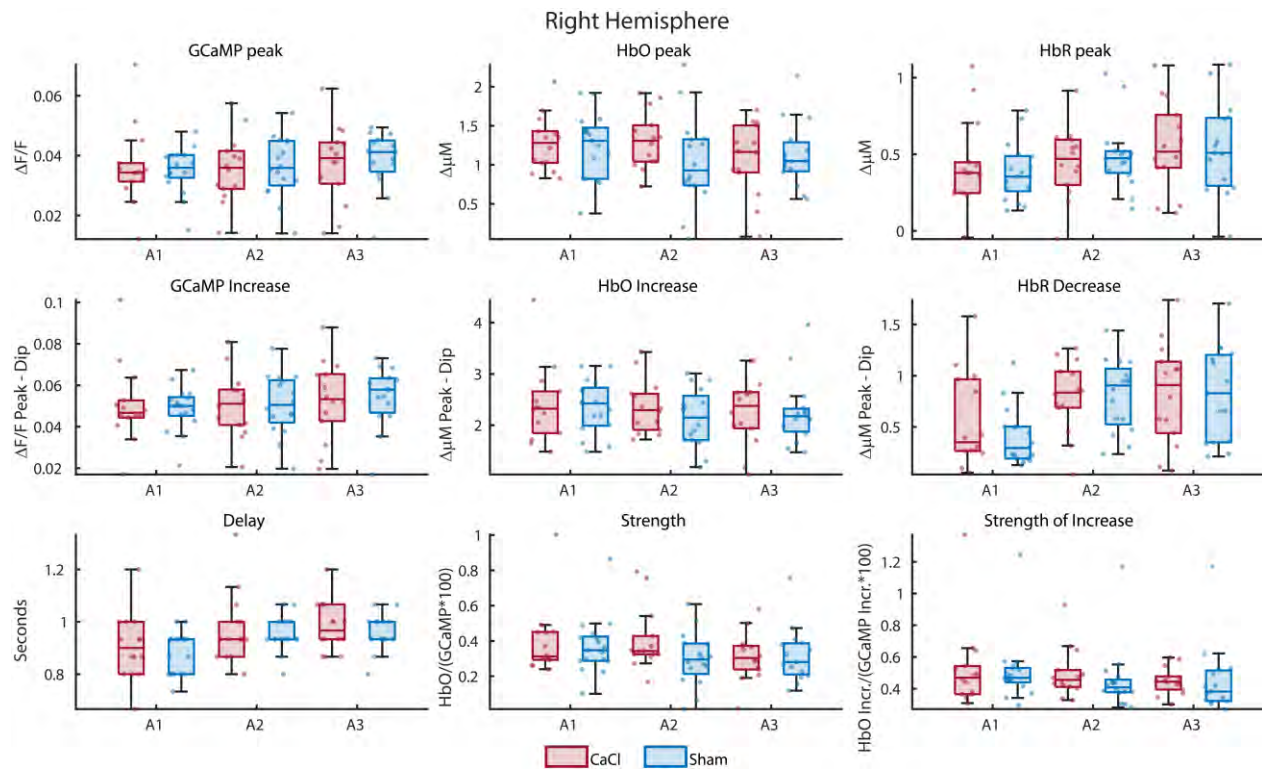 Right Hemisphere
GCaMP peak
HbO peak
HbR peak
ΔF/F
0.06
0.04
0.02
A1 A2 A3
ΔμM
2
1.5
1
0.5
A1 A2 A3
ΔμM
1
0.5
0
A1 A2 A3
GCaMP Increase
HbO Increase
HbR Decrease
ΔF/F Peak - Dip
0.1
0.08
0.06
0.04
0.02
A1 A2 A3
ΔμM Peak - Dip
4
3
2
A1 A2 A3
ΔμM Peak - Dip
1.5
1
0.5
A1 A2 A3
Delay
Strength
Strength of Increase
Seconds
1.2
1
0.8
A1 A2 A3
HbO/(GCaMP*100)
1
0.8
0.6
0.4
0.2
A1 A2 A3
HbO Incr./(GCaMP Incr.*100)
1.2
1
0.8
0.6
0.4
A1 A2 A3
CaCl Sham